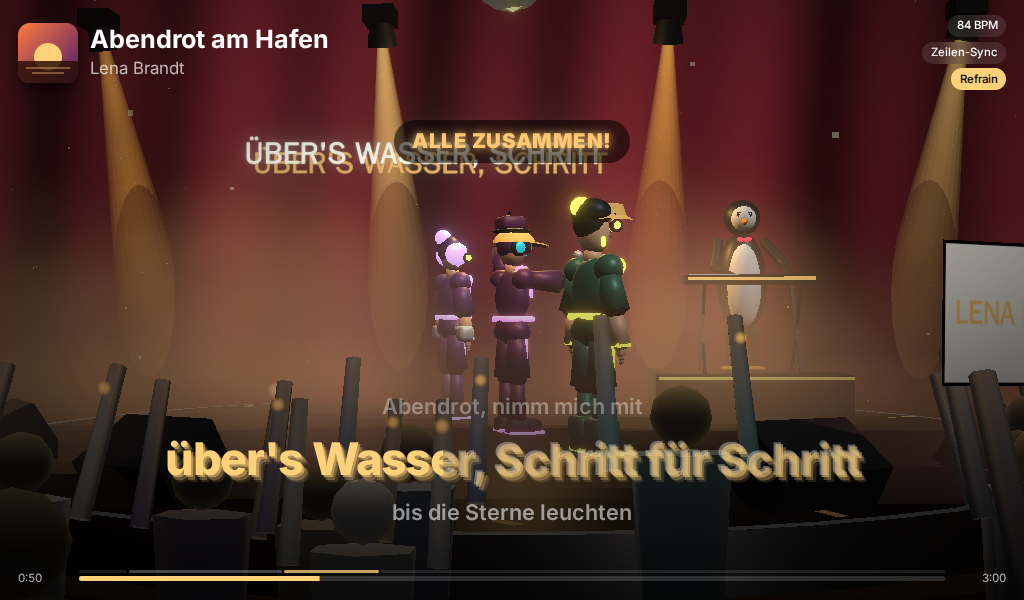 Abendrot am Hafen
Lena Brandt
84 BPM
Zeilen-Sync
Refrain
ALLE ZUSAMMEN!
ÜBER'S WASSER, SCHRITT
LENA
Abendrot, nimm mich mit
über's Wasser, Schritt für Schritt
bis die Sterne leuchten
0:50
3:00